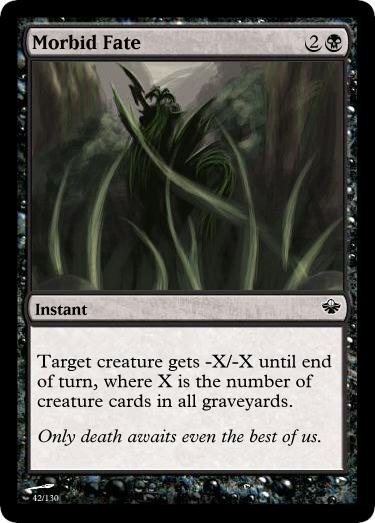 Morbid Fate 2
Instant
Target creature gets -X/-X until end
of turn, where X is the number of
creature cards in all graveyards.
Only death awaits even the best of us.
42/130